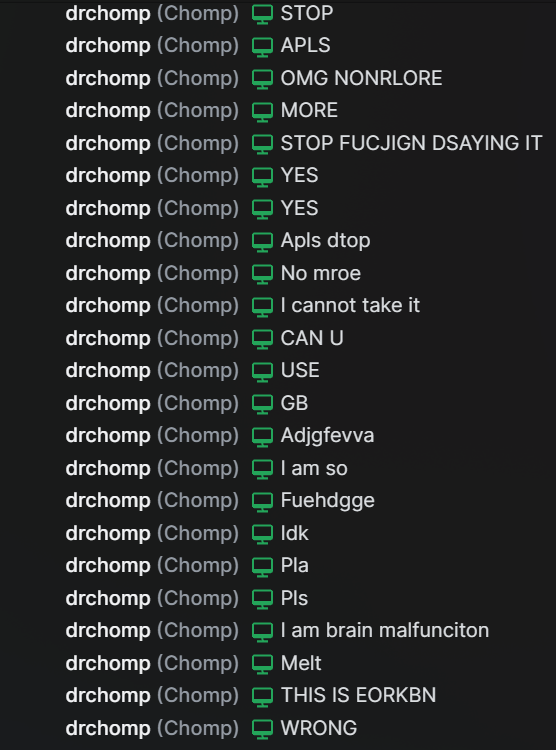 drchomp (Chomp) STOP
drchomp (Chomp) APLS
drchomp (Chomp) OMG NONRLORE
drchomp (Chomp) MORE
drchomp (Chomp) STOP FUCJIGN DSAYING IT
drchomp (Chomp) YES
drchomp (Chomp) YES
drchomp (Chomp) Apls dtop
drchomp (Chomp) No mroe
drchomp (Chomp) I cannot take it
drchomp (Chomp) CAN U
drchomp (Chomp) USE
drchomp (Chomp) GB
drchomp (Chomp) Adjgfevva
drchomp (Chomp) I am so
drchomp (Chomp) Fuehdgge
drchomp (Chomp) Idk
drchomp (Chomp) Pla
drchomp (Chomp) Pls
drchomp (Chomp) I am brain malfunciton
drchomp (Chomp) Melt
drchomp (Chomp) THIS IS EORKBN
drchomp (Chomp) WRONG